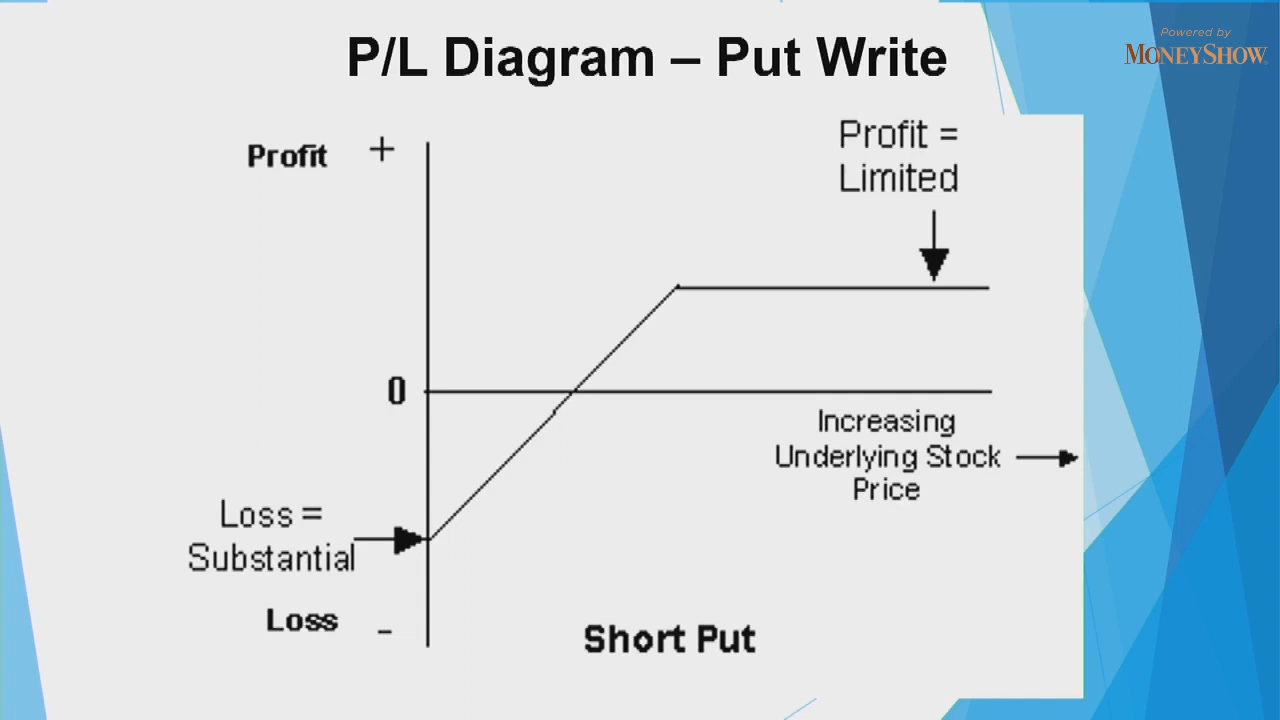 P/L Diagram – Put Write
Powered by
MONEYSHOW
Profit +
Profit =
Limited
0
Increasing
Underlying Stock
Price
Loss =
Substantial
Loss -
Short Put